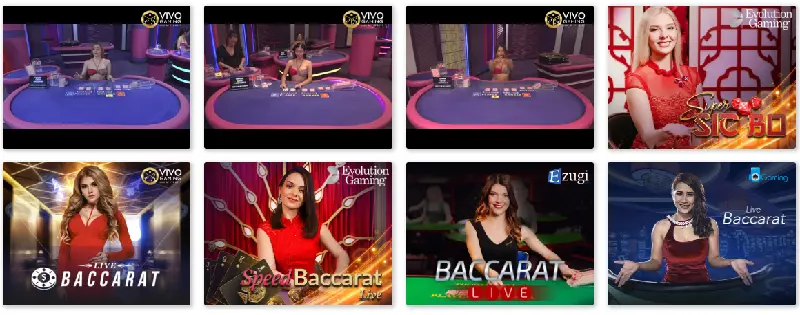 VIVO
GAMING
VIVO
GAMING
VIVO
GAMING
Evolution
Gaming
Super
SIC BO
VIVO
GAMING
LIVE
BACCARAT
Evolution
Gaming
Speed Baccarat
Live
Ezugi
BACCARAT
LIVE
Gaming
Live
Baccarat